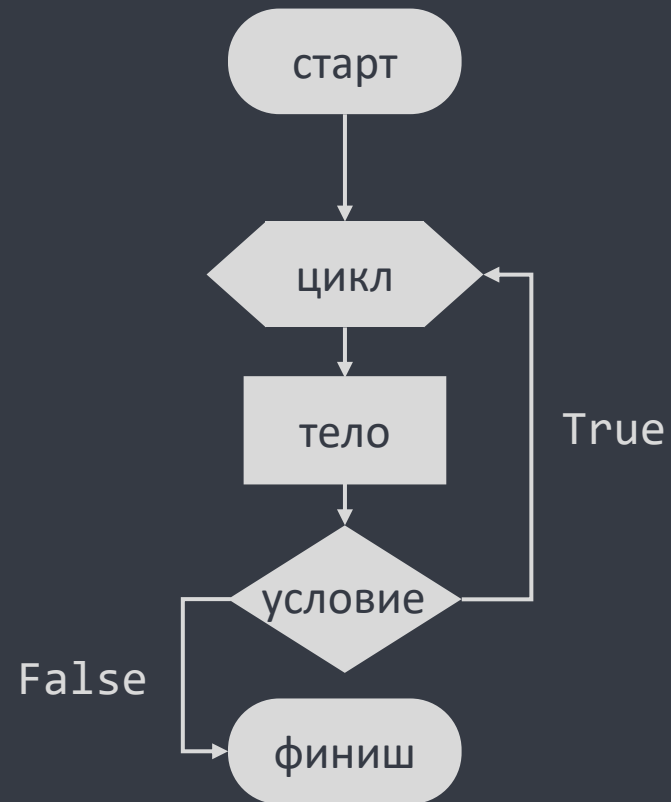 старт
цикл
тело
True
условие
False
финиш